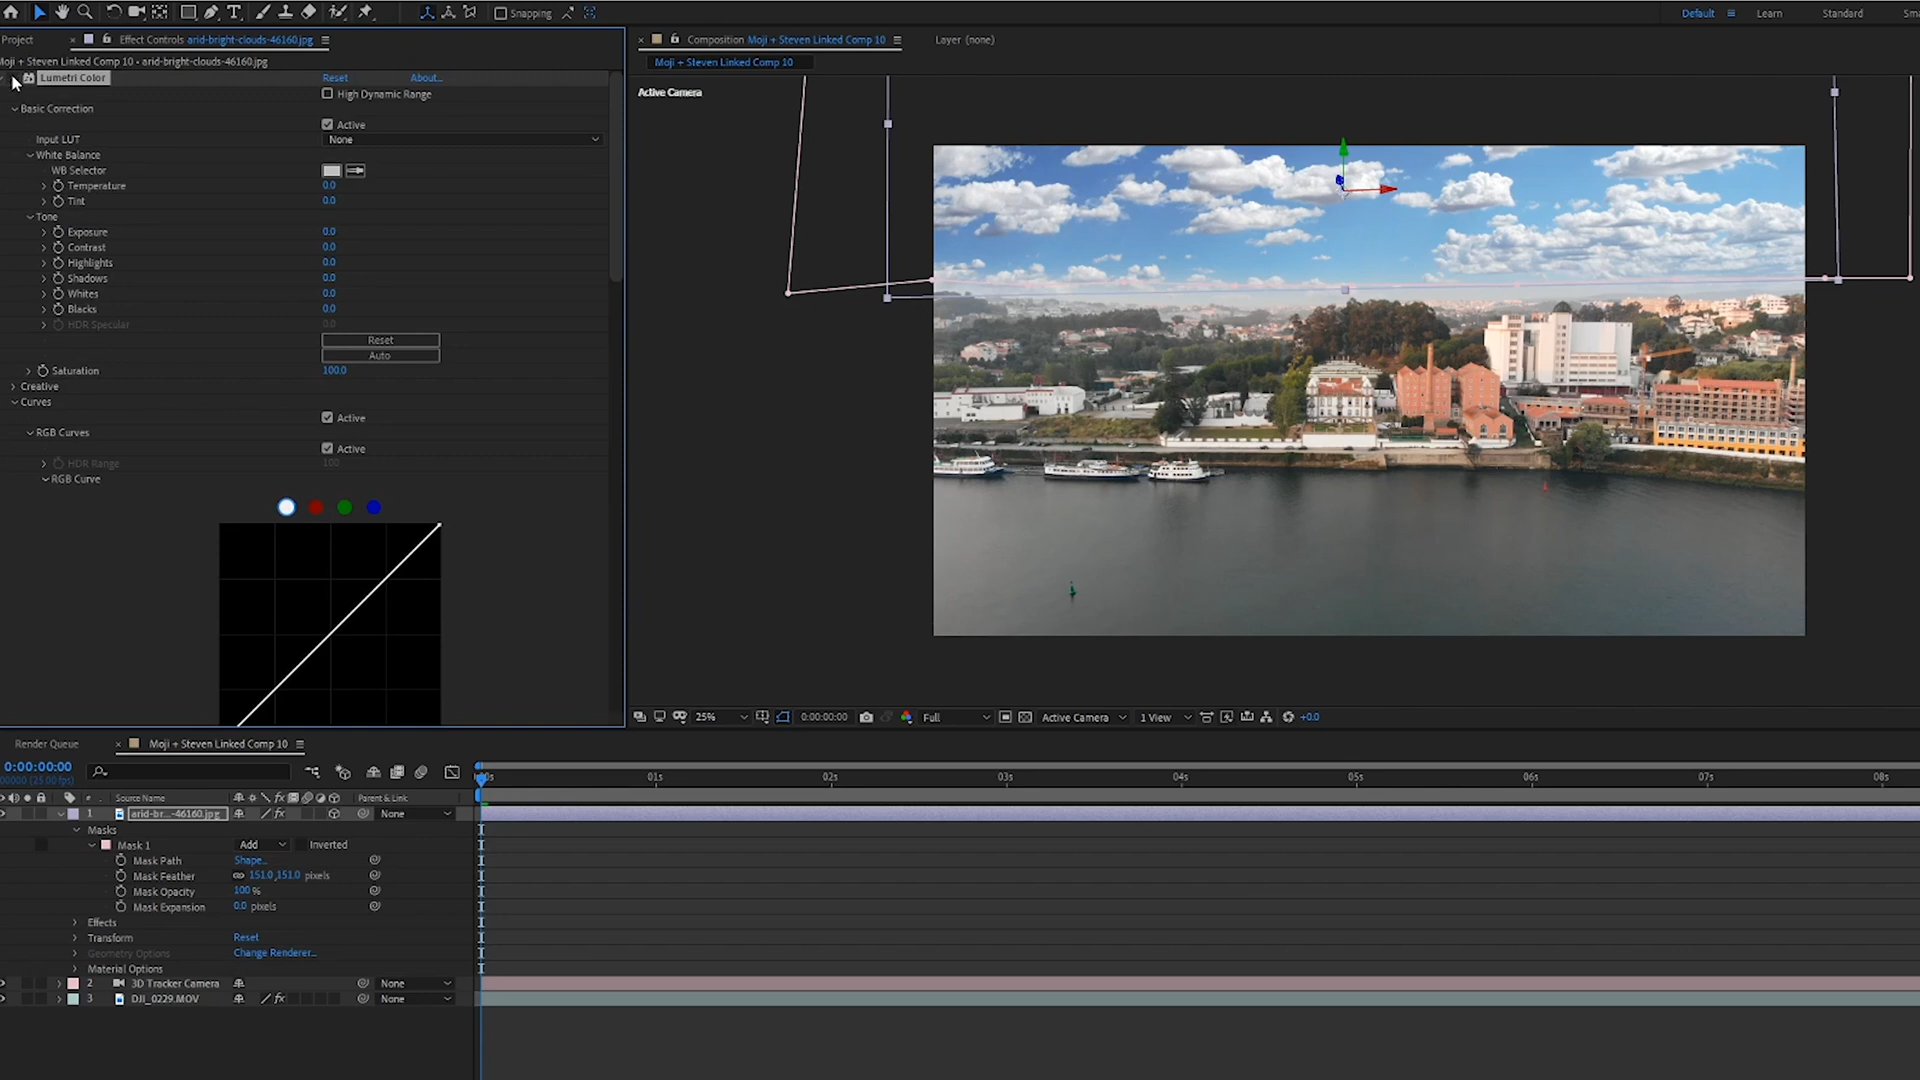 Snapping
Default
Learn
Standard
Project
Effect Controls arid-bright-clouds-46160.jpg
Composition Moji + Steven Linked Comp 10
Layer (none)
Moji + Steven Linked Comp 10 • arid-bright-clouds-46160.jpg
Moji + Steven Linked Comp 10
Lumetri Color
Reset
About...
High Dynamic Range
Active Camera
Basic Correction
Active
Input LUT
None
White Balance
WB Selector
Temperature
0.0
Tint
0.0
Tone
Exposure
0.0
Contrast
0.0
Highlights
0.0
Shadows
0.0
Whites
0.0
Blacks
0.0
HDR Specular
0.0
Reset
Auto
Saturation
100.0
Creative
Curves
Active
RGB Curves
Active
HDR Range
100
RGB Curve
25%
0:00:00:00
Full
Active Camera
1 View
+0.0
Render Queue
Moji + Steven Linked Comp 10
0:00:00:00
00000 (25.00 fps)
01s
02s
03s
04s
05s
06s
07s
08s
Source Name
Parent & Link
1
arid-br...-46160.jpg
None
Masks
Mask 1
Add
Inverted
Mask Path
Shape...
Mask Feather
151.0,151.0 pixels
Mask Opacity
100 %
Mask Expansion
0.0 pixels
Effects
Transform
Reset
Geometry Options
Change Renderer...
Material Options
2
3D Tracker Camera
None
3
DJI_0229.MOV
None